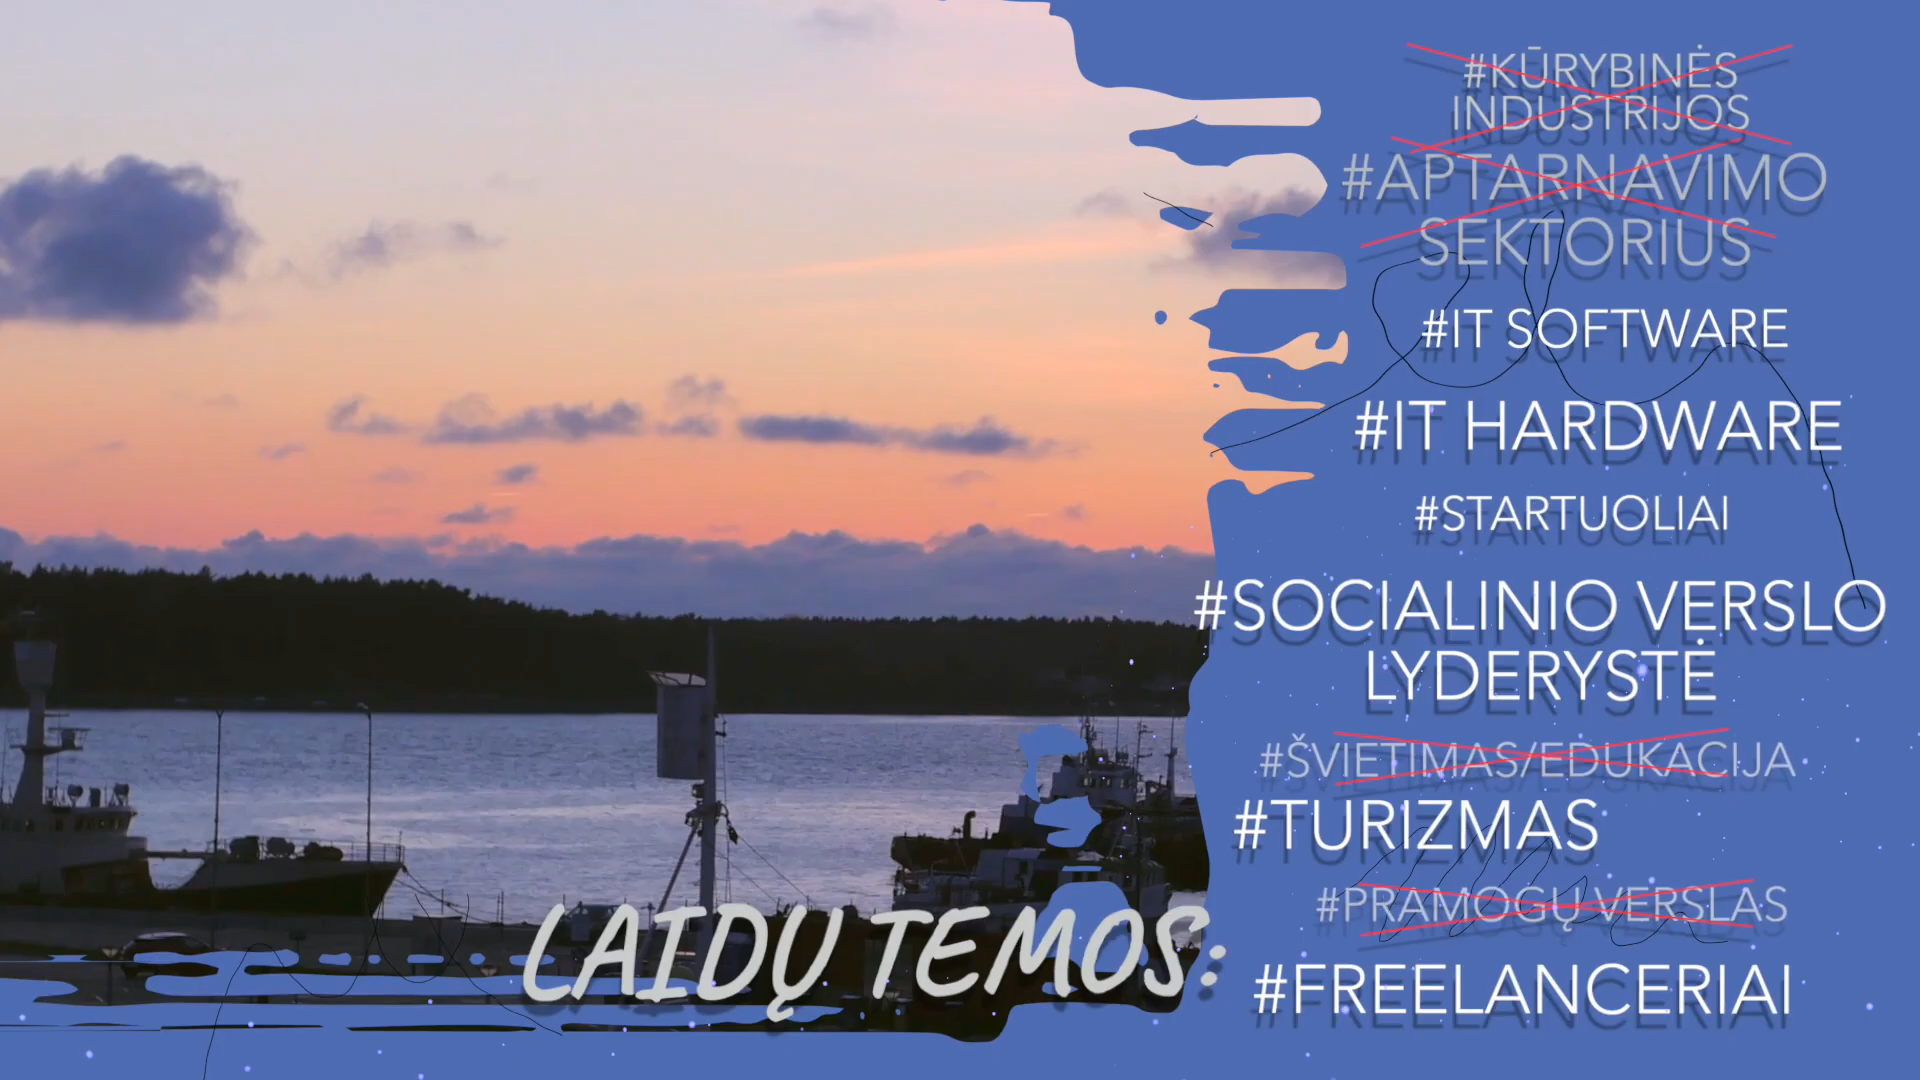 #KŪRYBINĖS
INDUSTRIJOS
#APTARNAVIMO
SEKTORIUS
#IT SOFTWARE
#IT HARDWARE
#STARTUOLIAI
#SOCIALINIO VERSLO
LYDERYSTĖ
#ŠVIETIMAS/EDUKACIJA
#TURIZMAS
#PRAMOGŲ VERSLAS
#FREELANCERIAI
LAIDŲ TEMOS: